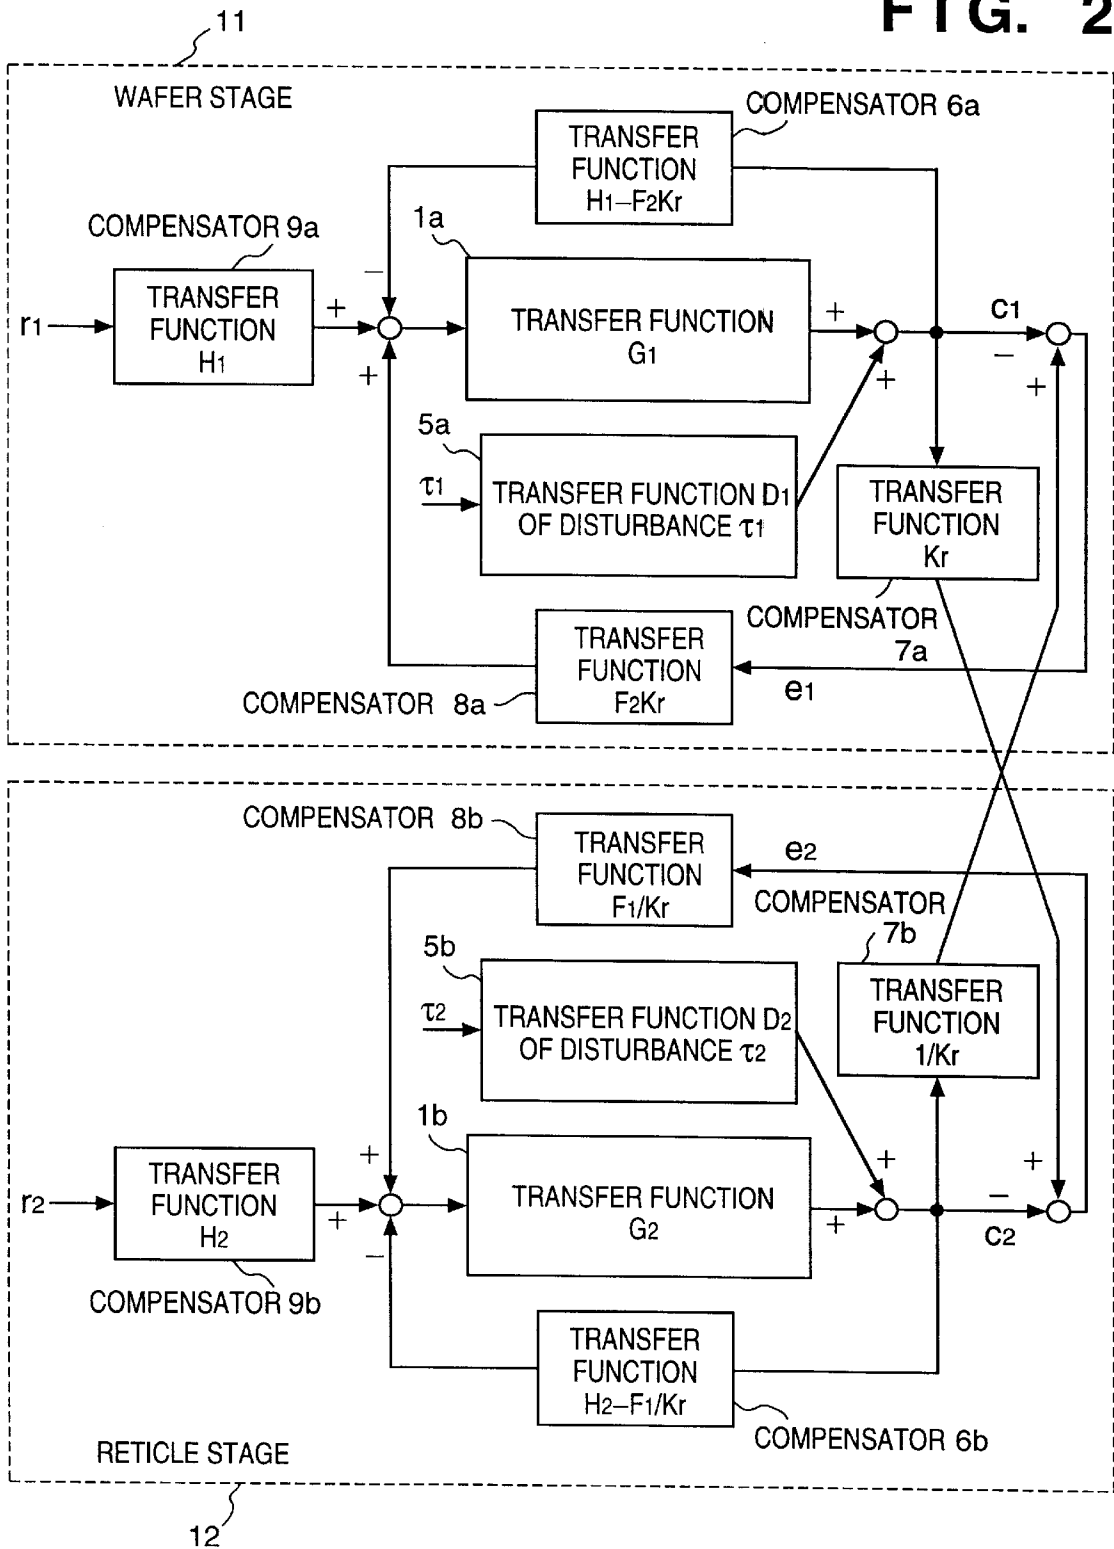 FIG. 2
11
WAFER STAGE
COMPENSATOR 6a
TRANSFER
FUNCTION
H1–F2Kr
COMPENSATOR 9a
1a
TRANSFER
FUNCTION
H1
r1
+
−
+
TRANSFER FUNCTION
G1
+
+
c1
−
+
5a
τ1
TRANSFER FUNCTION D1
OF DISTURBANCE τ1
TRANSFER
FUNCTION
Kr
COMPENSATOR
7a
TRANSFER
FUNCTION
F2Kr
COMPENSATOR 8a
e1
COMPENSATOR 8b
TRANSFER
FUNCTION
F1/Kr
e2
COMPENSATOR
7b
5b
τ2
TRANSFER FUNCTION D2
OF DISTURBANCE τ2
TRANSFER
FUNCTION
1/Kr
1b
r2
TRANSFER
FUNCTION
H2
+
+
−
TRANSFER FUNCTION
G2
+
+
−
+
c2
COMPENSATOR 9b
TRANSFER
FUNCTION
H2–F1/Kr
COMPENSATOR 6b
RETICLE STAGE
12